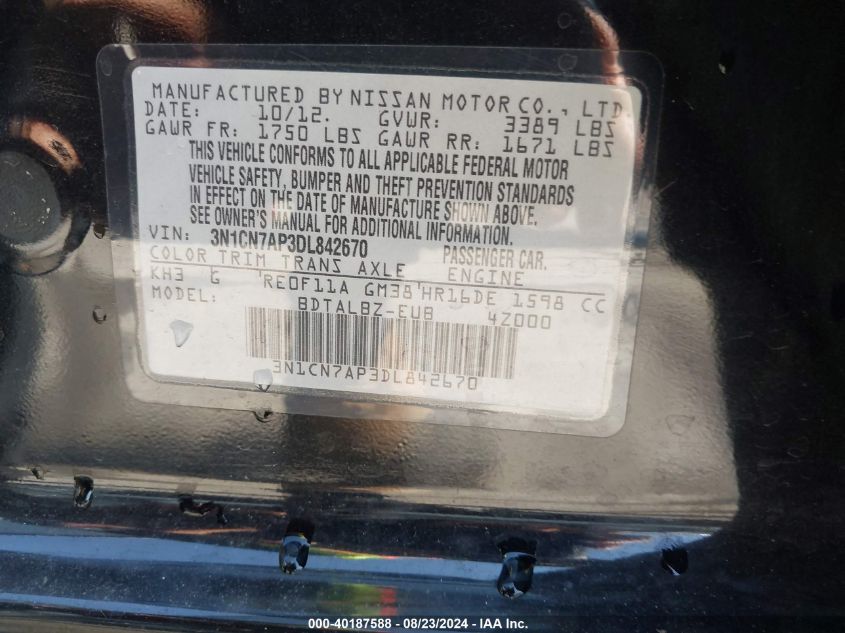 MANUFACTURED BY NISSAN MOTOR CO., LTD.
DATE: 10/12. GVWR: 3389 LBS
GAWR FR: 1750 LBS GAWR RR: 1671 LBS
THIS VEHICLE CONFORMS TO ALL APPLICABLE FEDERAL MOTOR
VEHICLE SAFETY, BUMPER AND THEFT PREVENTION STANDARDS
IN EFFECT ON THE DATE OF MANUFACTURE SHOWN ABOVE.
SEE OWNER'S MANUAL FOR ADDITIONAL INFORMATION.
VIN: 3N1CN7AP3DL842670 PASSENGER CAR.
COLOR TRIM TRANS AXLE ENGINE
KH3 G RE0F11A GM38 HR16DE 1598 CC
MODEL: BDTALBZ-EUB 4Z000
3N1CN7AP3DL842670
000-40187588 - 08/23/2024 - IAA Inc.